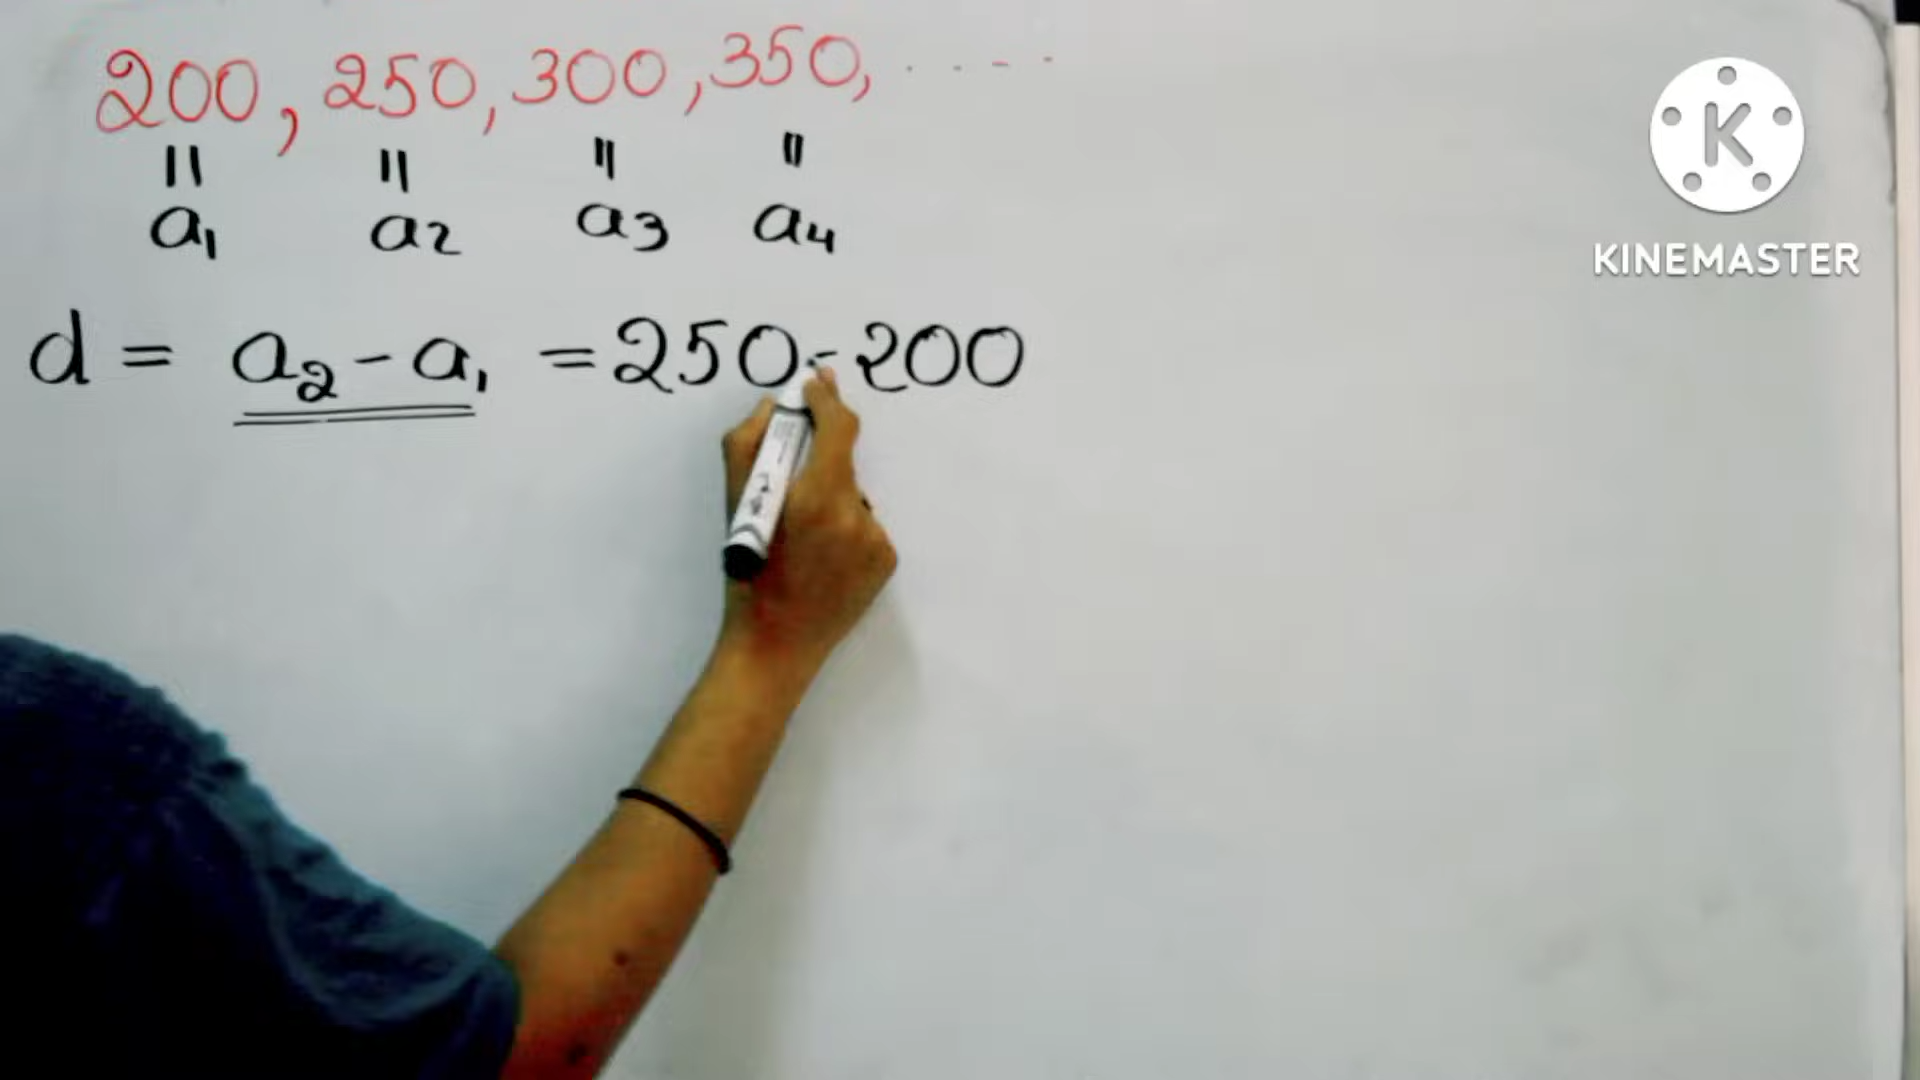 200, 250, 300, 350, .....
= = = =
a₁ a₂ a₃ a₄
d = a₂ - a₁ = 250 - 200
K
KINEMASTER